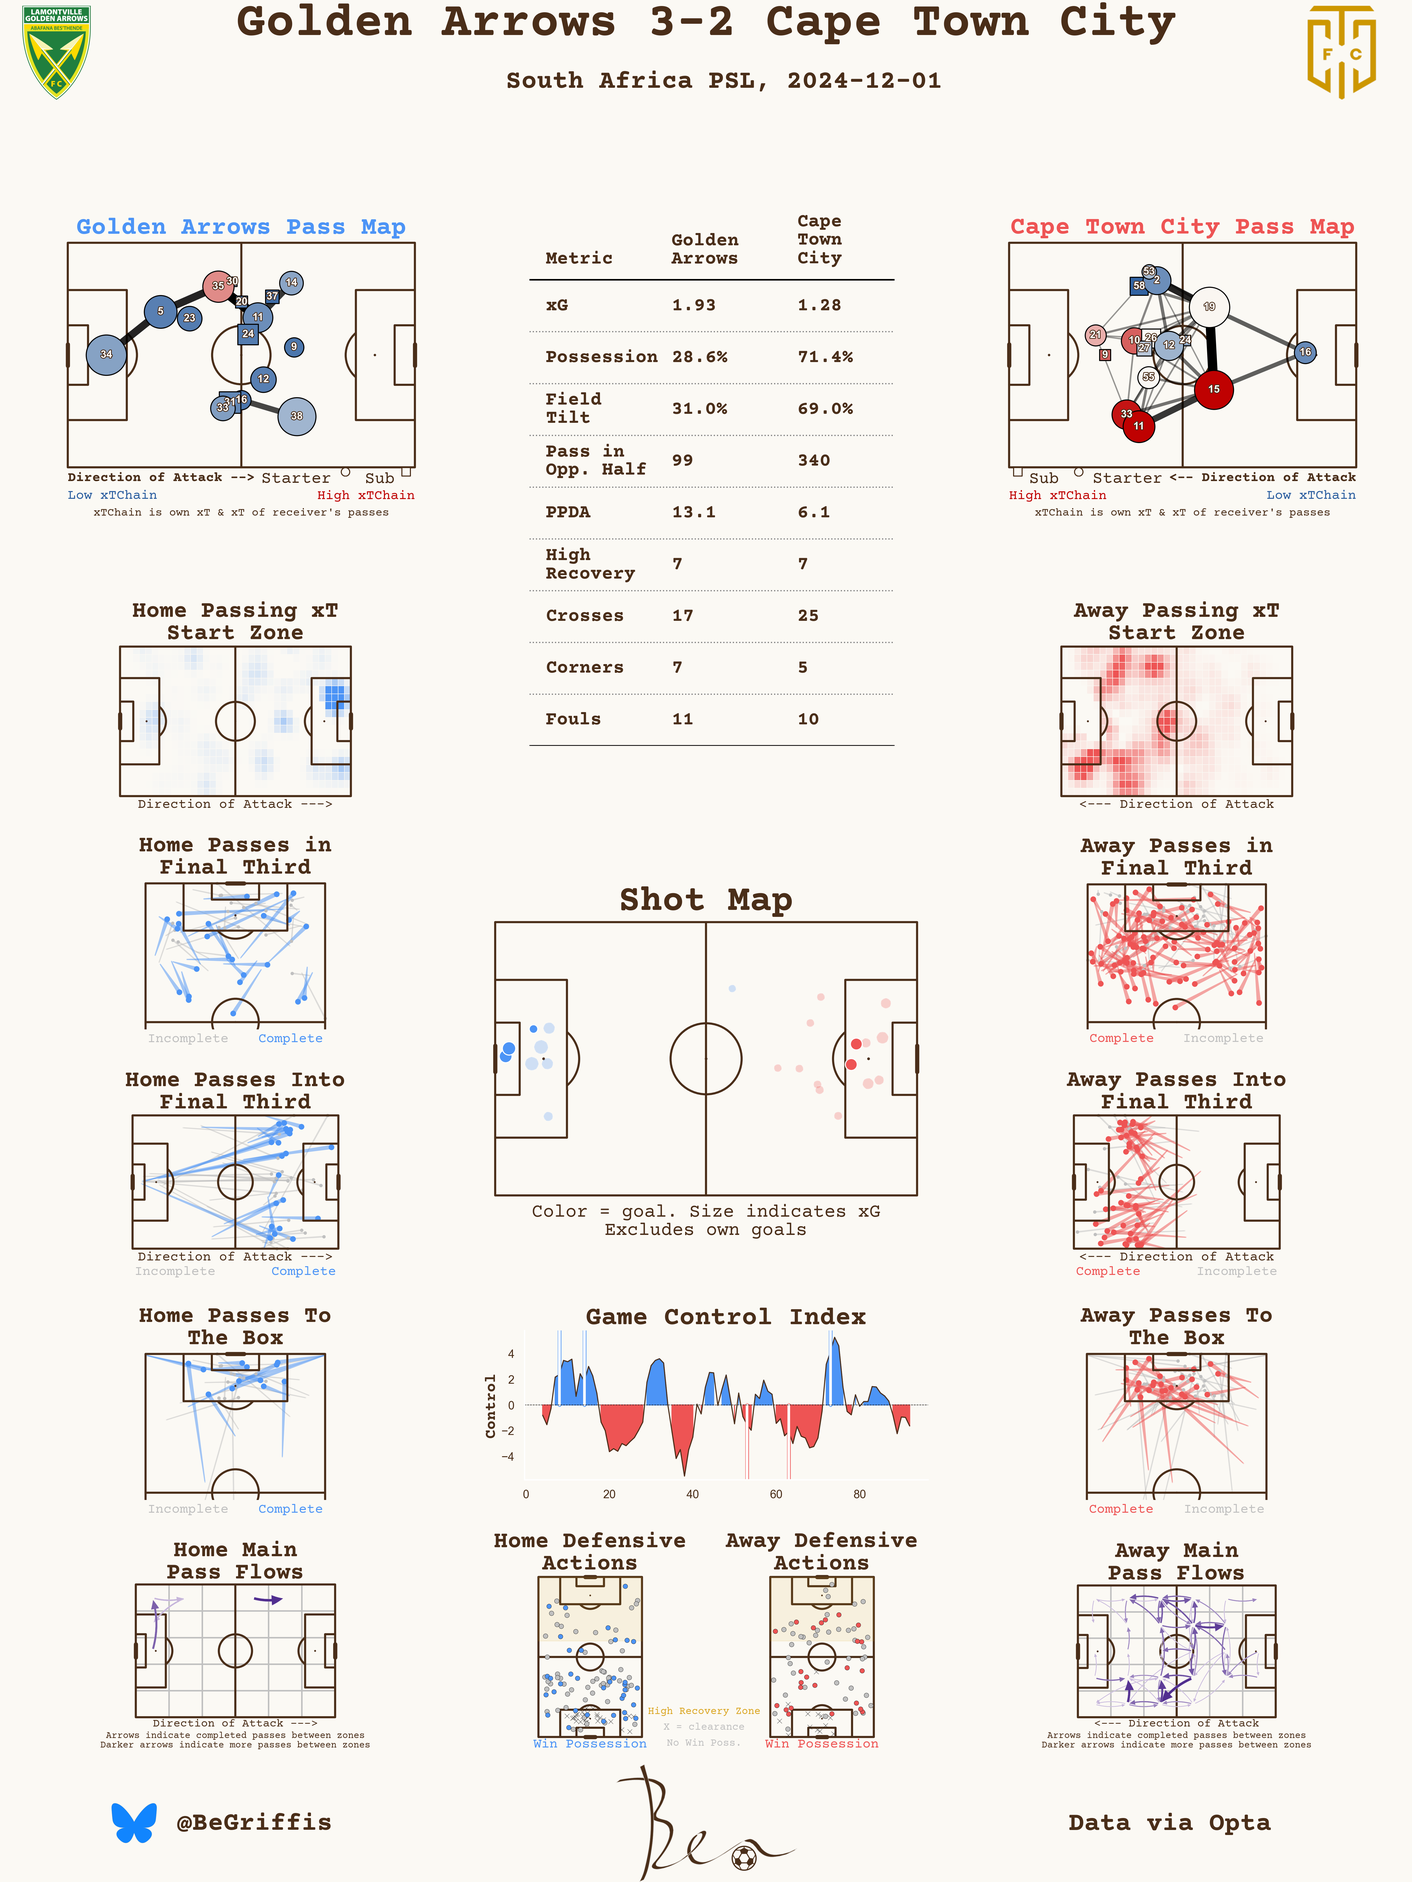 Golden Arrows 3-2 Cape Town City
South Africa PSL, 2024-12-01
LAMONTVILLE
GOLDEN ARROWS
ABAFANA BES'THENDE
F C
F C
Golden Arrows Pass Map
35
30
14
37
20
5
23
11
24
34
9
12
31
16
33
38
Direction of Attack --> Starter Sub
Low xTChain High xTChain
xTChain is own xT & xT of receiver's passes
Metric Golden Arrows Cape Town City
xG 1.93 1.28
Possession 28.6% 71.4%
Field Tilt 31.0% 69.0%
Pass in Opp. Half 99 340
PPDA 13.1 6.1
High Recovery 7 7
Crosses 17 25
Corners 7 5
Fouls 11 10
Cape Town City Pass Map
53
2
58
19
21
10
26
24
27
12
9
16
55
15
33
11
Sub Starter <-- Direction of Attack
High xTChain Low xTChain
xTChain is own xT & xT of receiver's passes
Home Passing xT
Start Zone
Direction of Attack --->
Away Passing xT
Start Zone
<--- Direction of Attack
Home Passes in
Final Third
Incomplete Complete
Away Passes in
Final Third
Complete Incomplete
Shot Map
Color = goal. Size indicates xG
Excludes own goals
Home Passes Into
Final Third
Direction of Attack --->
Incomplete Complete
Away Passes Into
Final Third
<--- Direction of Attack
Complete Incomplete
Home Passes To
The Box
Incomplete Complete
Game Control Index
Control
4
2
0
−2
−4
0 20 40 60 80
Away Passes To
The Box
Complete Incomplete
Home Main
Pass Flows
Direction of Attack --->
Arrows indicate completed passes between zones
Darker arrows indicate more passes between zones
Home Defensive
Actions
Win Possession
High Recovery Zone
X = clearance
No Win Poss.
Away Defensive
Actions
Win Possession
Away Main
Pass Flows
<--- Direction of Attack
Arrows indicate completed passes between zones
Darker arrows indicate more passes between zones
@BeGriffis
Ben
Data via Opta